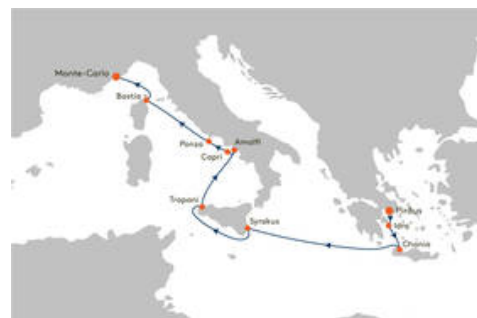 Monte-Carlo
Bastia
Ponza
Amalfi
Capri
Trapani
Syrakus
Piräus
Chania